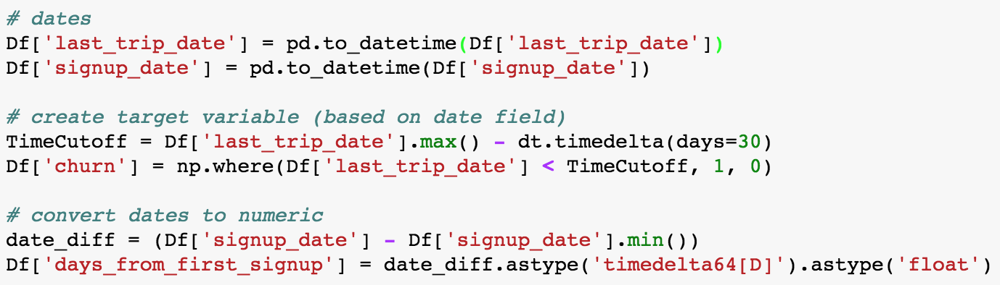 # dates
Df['last_trip_date'] = pd.to_datetime(Df['last_trip_date'])
Df['signup_date'] = pd.to_datetime(Df['signup_date'])
# create target variable (based on date field)
TimeCutoff = Df['last_trip_date'].max() - dt.timedelta(days=30)
Df['churn'] = np.where(Df['last_trip_date'] < TimeCutoff, 1, 0)
# convert dates to numeric
date_diff = (Df['signup_date'] - Df['signup_date'].min())
Df['days_from_first_signup'] = date_diff.astype('timedelta64[D]').astype('float')